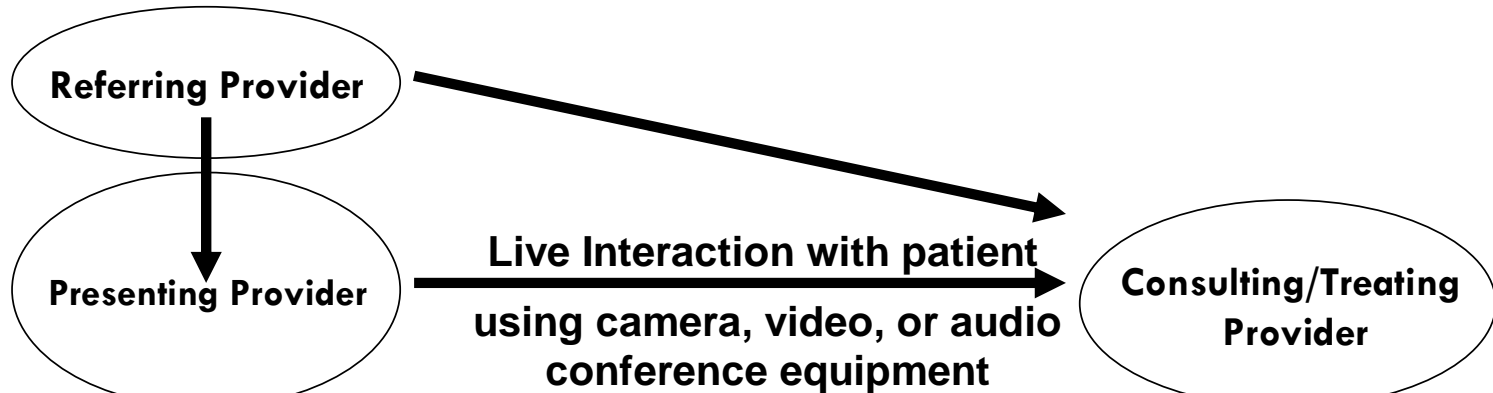 Referring Provider
Presenting Provider
Live Interaction with patient
using camera, video, or audio
conference equipment
Consulting/Treating
Provider